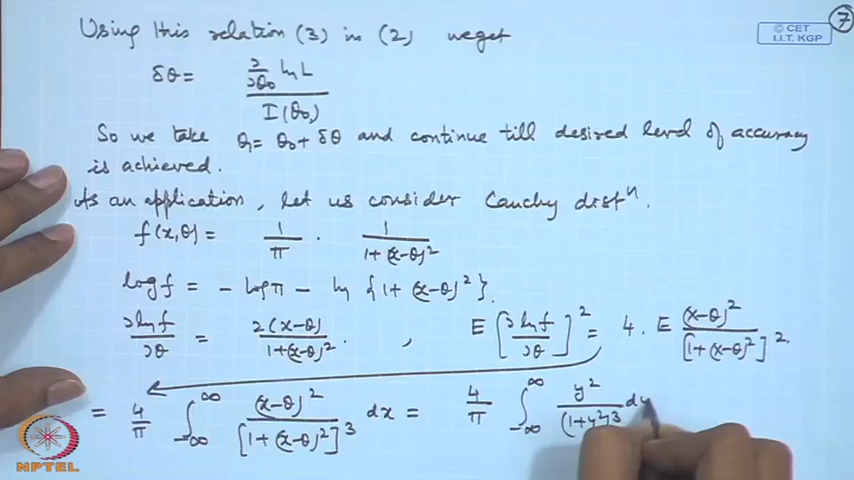 7
© CET
I.I.T. KGP
Using this relation (3) in (2) we get
δθ = ∂/∂θ₀ ln L / I(θ₀)
So we take θ₁ = θ₀ + δθ and continue till desired level of accuracy
is achieved.
As an application, let us consider Cauchy distⁿ.
f(x,θ) = 1/π · 1/(1+(x-θ)²)
log f = - log π - ln {1+ (x-θ)²}.
∂ ln f/∂θ = 2(x-θ)/(1+(x-θ)²) , E[∂ ln f/∂θ]² = 4. E (x-θ)²/[1+(x-θ)²]².
= 4/π ∫_{-∞}^{∞} (x-θ)²/[1+(x-θ)²]³ dx = 4/π ∫_{-∞}^{∞} y²/(1+y²)³ dy
NPTEL